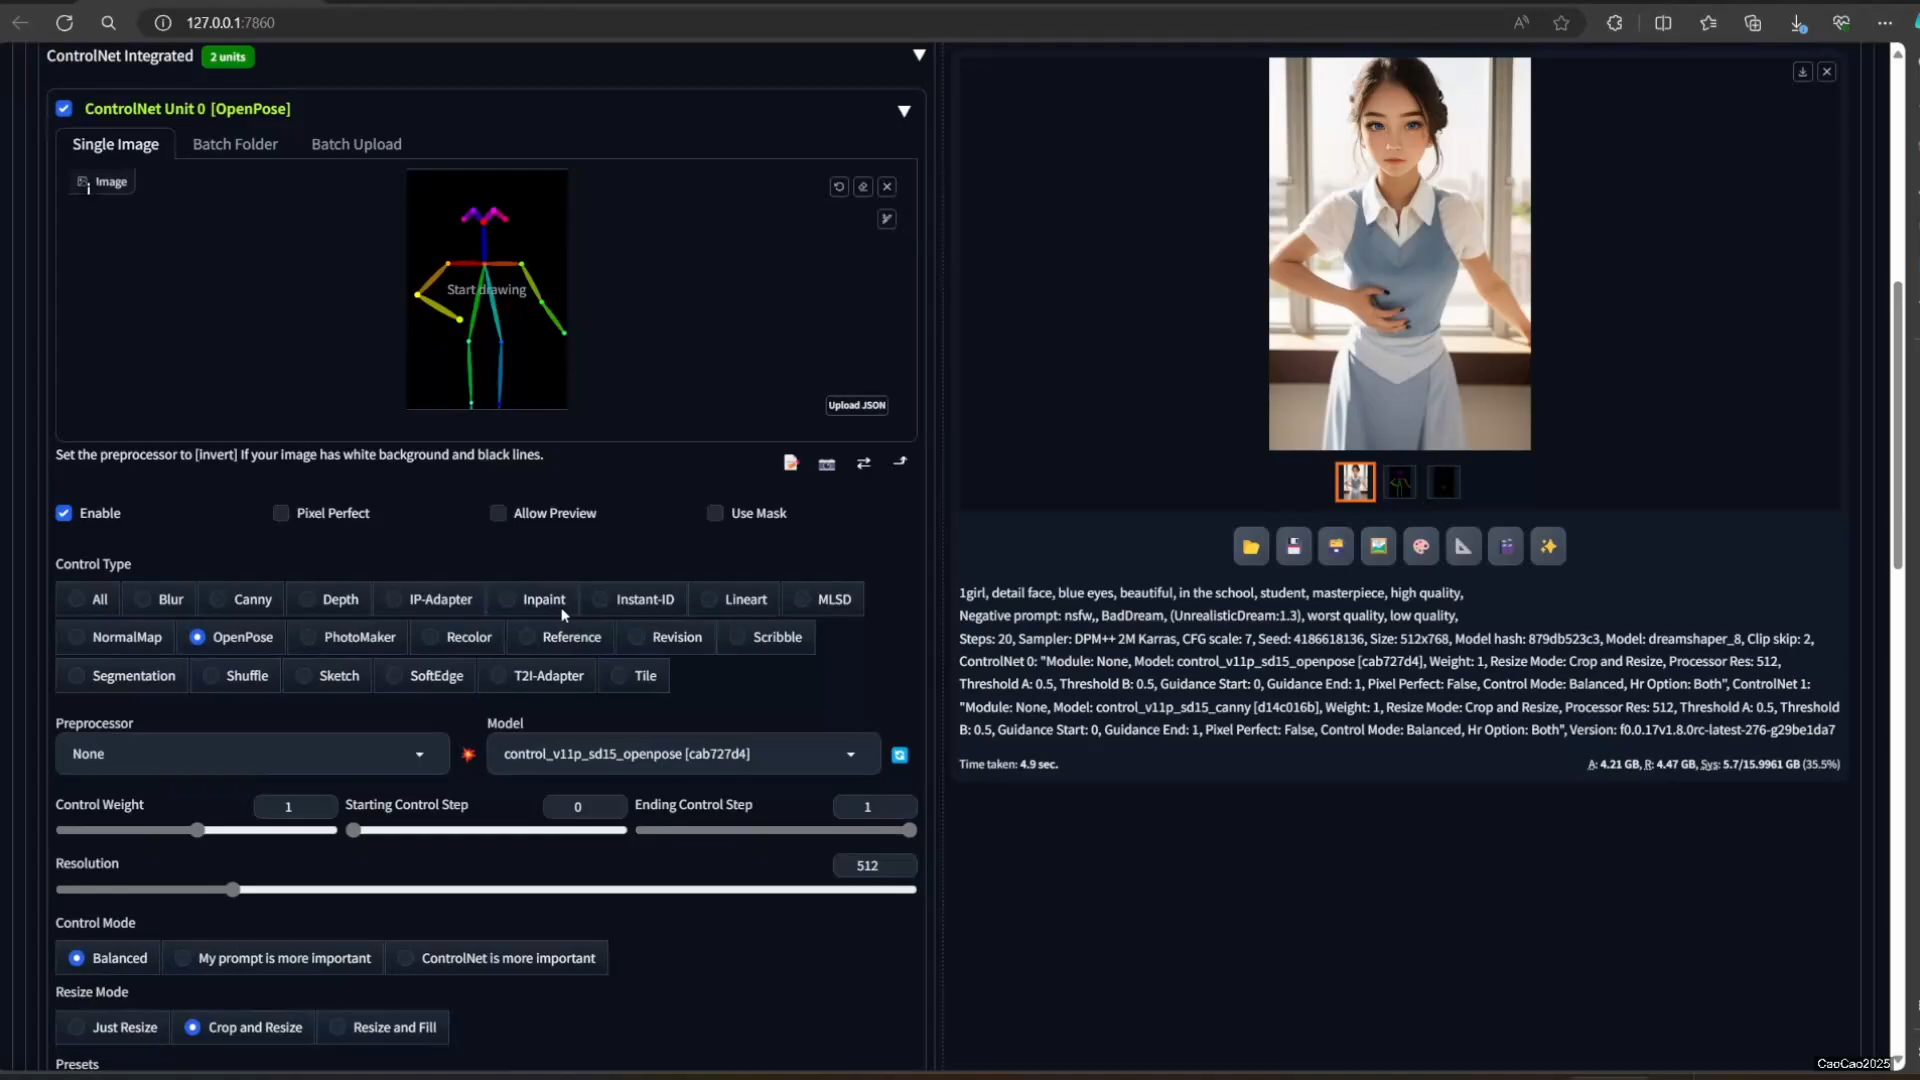 127.0.0.1:7860
ControlNet Integrated 2 units
ControlNet Unit 0 [OpenPose]
Single Image Batch Folder Batch Upload
Image
Start drawing
Upload JSON
Set the preprocessor to [invert] If your image has white background and black lines.
Enable Pixel Perfect Allow Preview Use Mask
Control Type
All Blur Canny Depth IP-Adapter Inpaint Instant-ID Lineart MLSD
NormalMap OpenPose PhotoMaker Recolor Reference Revision Scribble
Segmentation Shuffle Sketch SoftEdge T2I-Adapter Tile
Preprocessor Model
None control_v11p_sd15_openpose [cab727d4]
Control Weight 1 Starting Control Step 0 Ending Control Step 1
Resolution 512
Control Mode
Balanced My prompt is more important ControlNet is more important
Resize Mode
Just Resize Crop and Resize Resize and Fill
Presets
1girl, detail face, blue eyes, beautiful, in the school, student, masterpiece, high quality,
Negative prompt: nsfw,, BadDream, (UnrealisticDream:1.3), worst quality, low quality,
Steps: 20, Sampler: DPM++ 2M Karras, CFG scale: 7, Seed: 4186618136, Size: 512x768, Model hash: 879db523c3, Model: dreamshaper_8, Clip skip: 2,
ControlNet 0: "Module: None, Model: control_v11p_sd15_openpose [cab727d4], Weight: 1, Resize Mode: Crop and Resize, Processor Res: 512,
Threshold A: 0.5, Threshold B: 0.5, Guidance Start: 0, Guidance End: 1, Pixel Perfect: False, Control Mode: Balanced, Hr Option: Both", ControlNet 1:
"Module: None, Model: control_v11p_sd15_canny [d14c016b], Weight: 1, Resize Mode: Crop and Resize, Processor Res: 512, Threshold A: 0.5, Threshold
B: 0.5, Guidance Start: 0, Guidance End: 1, Pixel Perfect: False, Control Mode: Balanced, Hr Option: Both", Version: f0.0.17v1.8.0rc-latest-276-g29be1da7
Time taken: 4.9 sec. A: 4.21 GB, R: 4.47 GB, Sys: 5.7/15.9961 GB (35.5%)
CaoCao2025